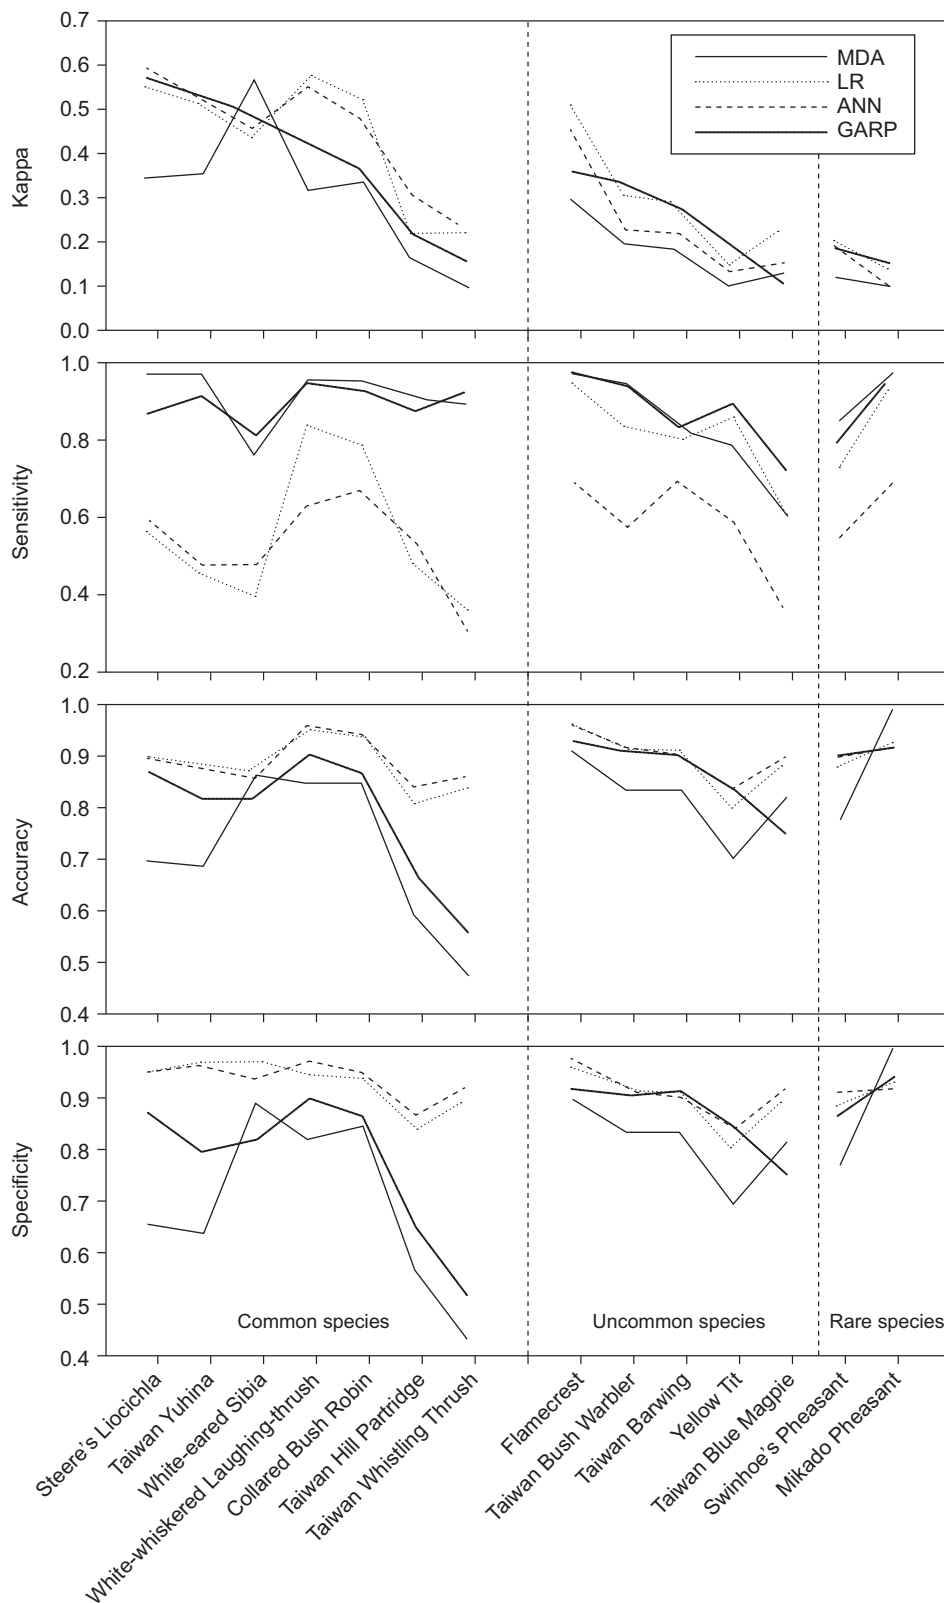 Kappa
0.7
0.6
0.5
0.4
0.3
0.2
0.1
0.0
MDA
LR
ANN
GARP
Sensitivity
1.0
0.8
0.6
0.4
0.2
Accuracy
1.0
0.9
0.8
0.7
0.6
0.5
0.4
Specificity
1.0
0.9
0.8
0.7
0.6
0.5
0.4
Common species
Uncommon species
Rare species
Steere's Liocichla
Taiwan Yuhina
White-eared Sibia
White-whiskered Laughing-thrush
Collared Bush Robin
Taiwan Hill Partridge
Taiwan Whistling Thrush
Flamecrest
Taiwan Bush Warbler
Taiwan Barwing
Yellow Tit
Taiwan Blue Magpie
Swinhoe's Pheasant
Mikado Pheasant